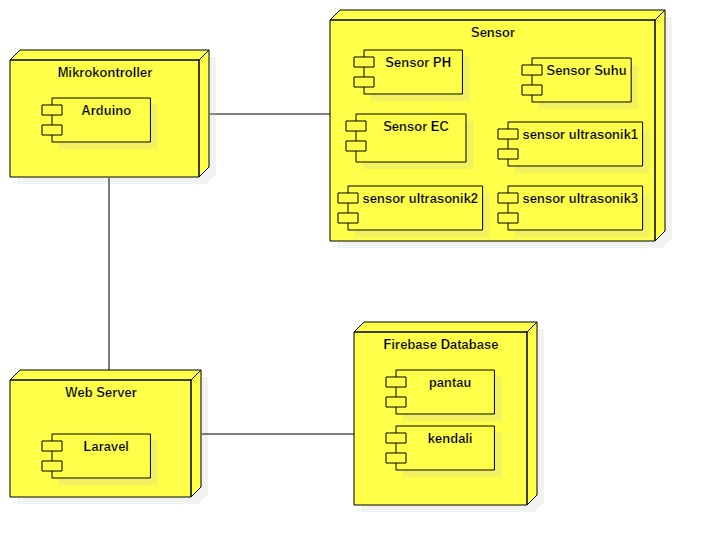 Mikrokontroller
Arduino
Sensor
Sensor PH
Sensor Suhu
Sensor EC
sensor ultrasonik1
sensor ultrasonik2
sensor ultrasonik3
Web Server
Laravel
Firebase Database
pantau
kendali